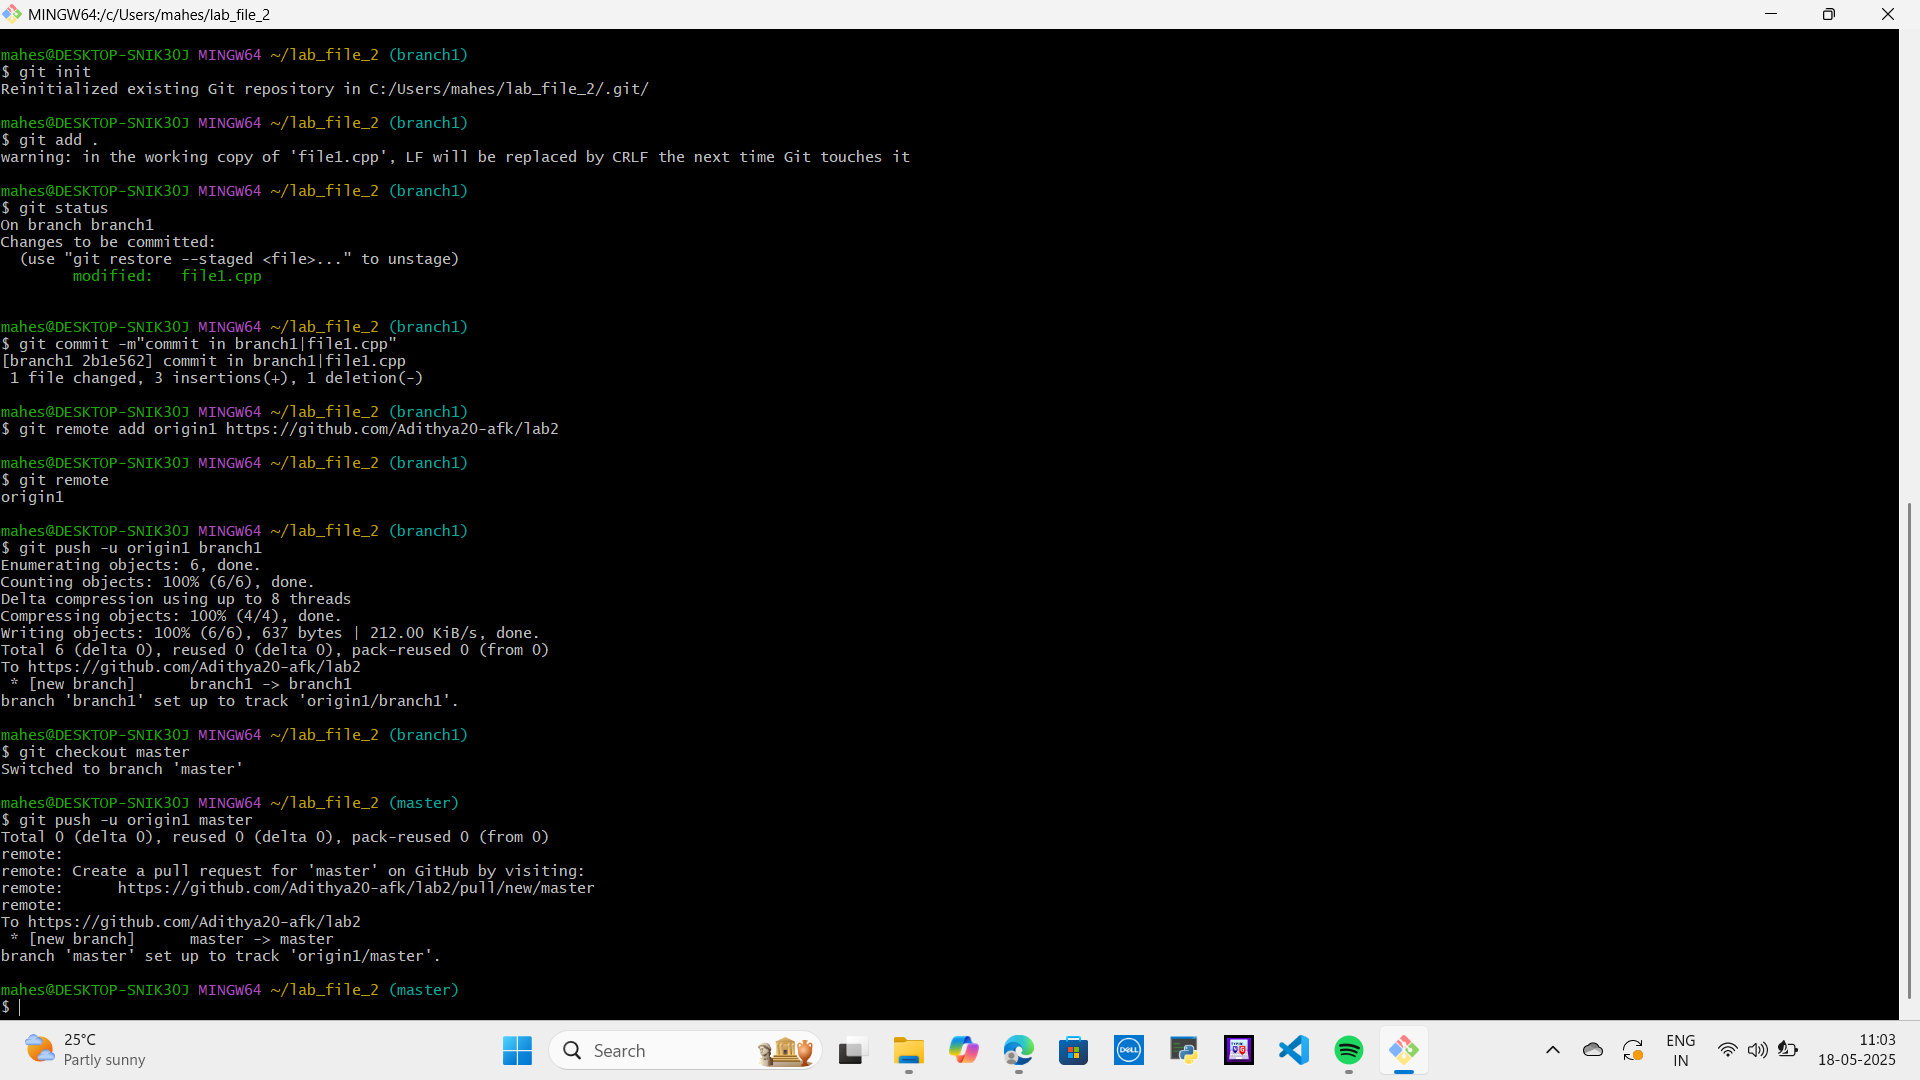 MINGW64:/c/Users/mahes/lab_file_2
mahes@DESKTOP-SNIK3OJ MINGW64 ~/lab_file_2 (branch1)
$ git init
Reinitialized existing Git repository in C:/Users/mahes/lab_file_2/.git/
mahes@DESKTOP-SNIK3OJ MINGW64 ~/lab_file_2 (branch1)
$ git add .
warning: in the working copy of 'file1.cpp', LF will be replaced by CRLF the next time Git touches it
mahes@DESKTOP-SNIK3OJ MINGW64 ~/lab_file_2 (branch1)
$ git status
On branch branch1
Changes to be committed:
  (use "git restore --staged <file>..." to unstage)
        modified:   file1.cpp
mahes@DESKTOP-SNIK3OJ MINGW64 ~/lab_file_2 (branch1)
$ git commit -m"commit in branch1|file1.cpp"
[branch1 2b1e562] commit in branch1|file1.cpp
 1 file changed, 3 insertions(+), 1 deletion(-)
mahes@DESKTOP-SNIK3OJ MINGW64 ~/lab_file_2 (branch1)
$ git remote add origin1 https://github.com/Adithya20-afk/lab2
mahes@DESKTOP-SNIK3OJ MINGW64 ~/lab_file_2 (branch1)
$ git remote
origin1
mahes@DESKTOP-SNIK3OJ MINGW64 ~/lab_file_2 (branch1)
$ git push -u origin1 branch1
Enumerating objects: 6, done.
Counting objects: 100% (6/6), done.
Delta compression using up to 8 threads
Compressing objects: 100% (4/4), done.
Writing objects: 100% (6/6), 637 bytes | 212.00 KiB/s, done.
Total 6 (delta 0), reused 0 (delta 0), pack-reused 0 (from 0)
To https://github.com/Adithya20-afk/lab2
 * [new branch]      branch1 -> branch1
branch 'branch1' set up to track 'origin1/branch1'.
mahes@DESKTOP-SNIK3OJ MINGW64 ~/lab_file_2 (branch1)
$ git checkout master
Switched to branch 'master'
mahes@DESKTOP-SNIK3OJ MINGW64 ~/lab_file_2 (master)
$ git push -u origin1 master
Total 0 (delta 0), reused 0 (delta 0), pack-reused 0 (from 0)
remote:
remote: Create a pull request for 'master' on GitHub by visiting:
remote:      https://github.com/Adithya20-afk/lab2/pull/new/master
remote:
To https://github.com/Adithya20-afk/lab2
 * [new branch]      master -> master
branch 'master' set up to track 'origin1/master'.
mahes@DESKTOP-SNIK3OJ MINGW64 ~/lab_file_2 (master)
$
25°C
Partly sunny
Search
DELL
ENG
IN
11:03
18-05-2025